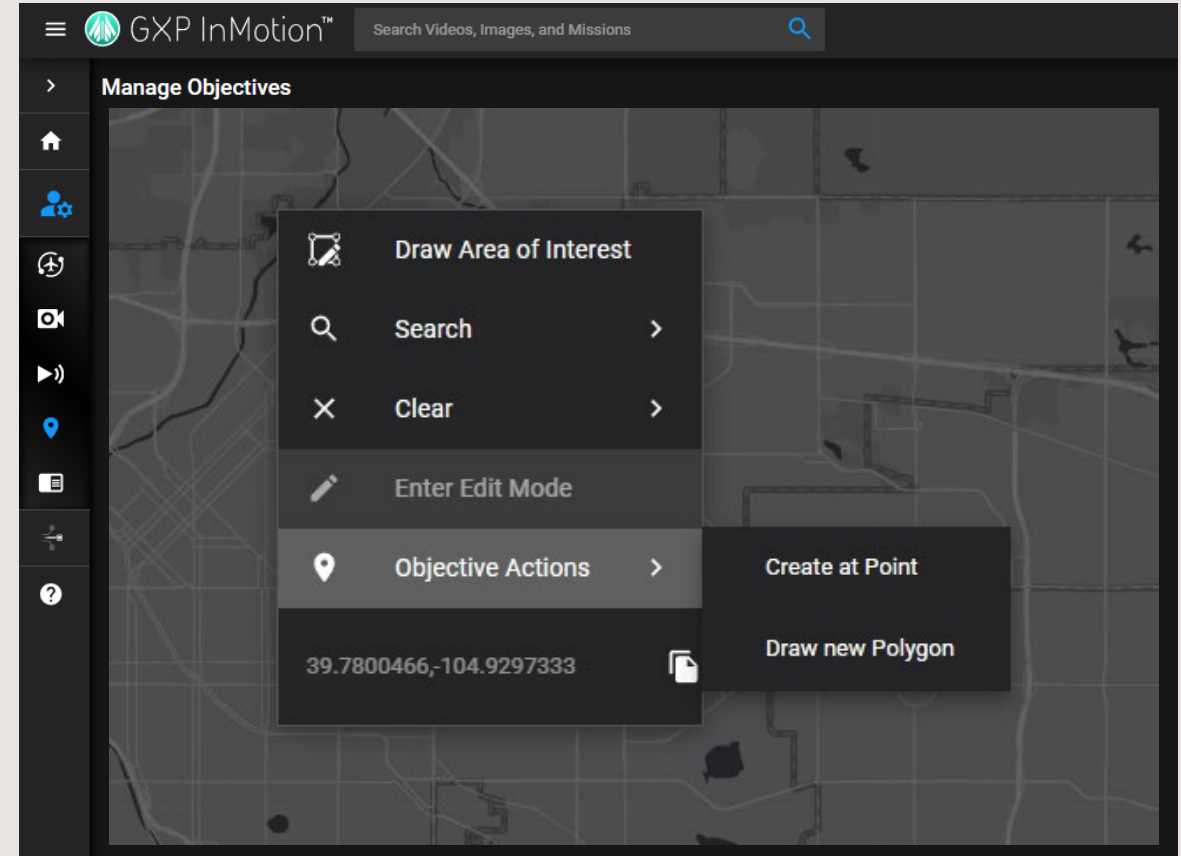 GXP InMotion™
Search Videos, Images, and Missions
Manage Objectives
Draw Area of Interest
Search
Clear
Enter Edit Mode
Objective Actions
Create at Point
Draw new Polygon
39.7800466,-104.9297333